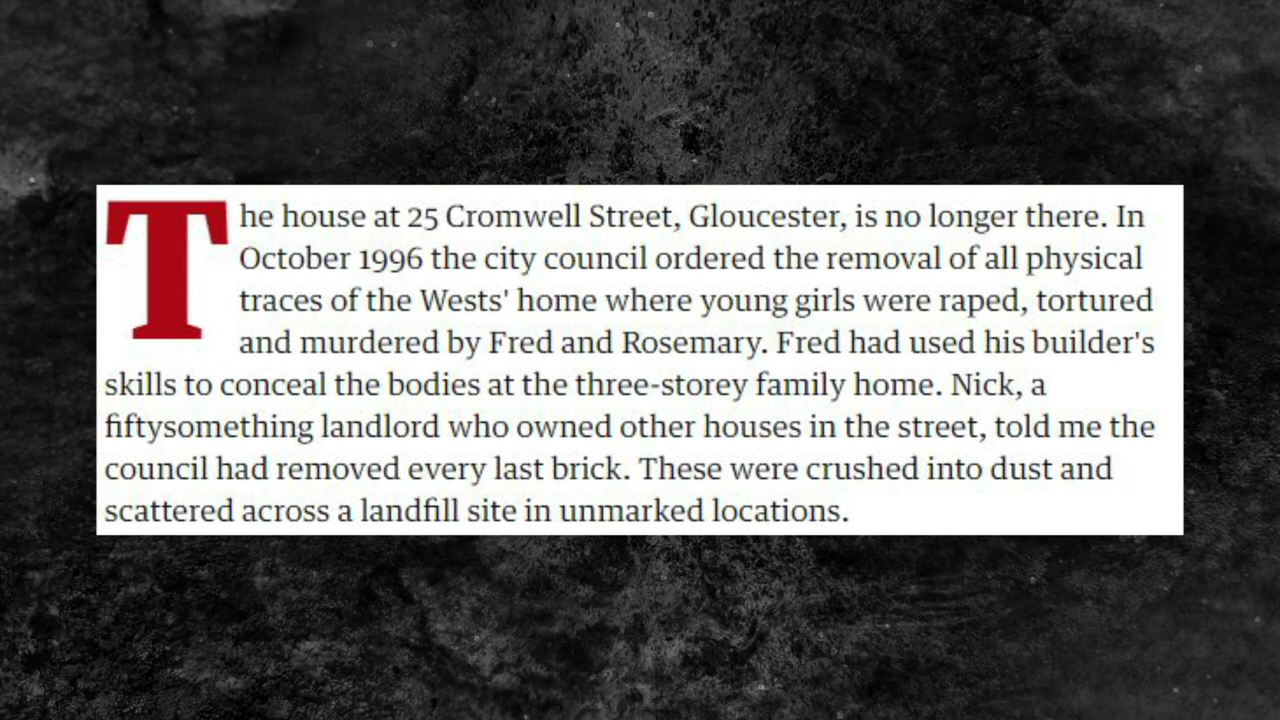 The house at 25 Cromwell Street, Gloucester, is no longer there. In
October 1996 the city council ordered the removal of all physical
traces of the Wests' home where young girls were raped, tortured
and murdered by Fred and Rosemary. Fred had used his builder's
skills to conceal the bodies at the three-storey family home. Nick, a
fiftysomething landlord who owned other houses in the street, told me the
council had removed every last brick. These were crushed into dust and
scattered across a landfill site in unmarked locations.